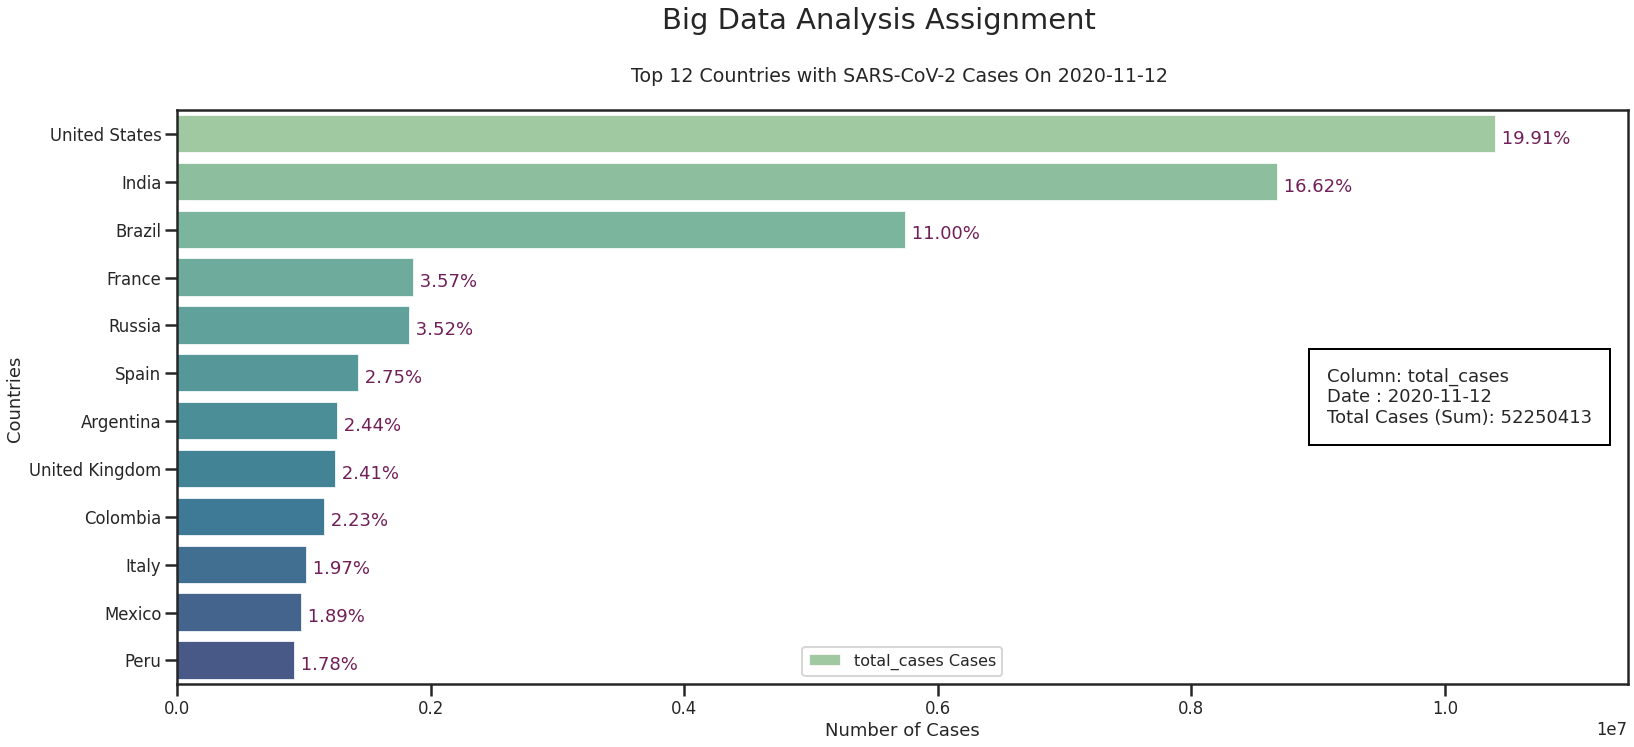 Big Data Analysis Assignment
Top 12 Countries with SARS-CoV-2 Cases On 2020-11-12
United States
19.91%
India
16.62%
Brazil
11.00%
France
3.57%
Russia
3.52%
Spain
2.75%
Argentina
2.44%
United Kingdom
2.41%
Colombia
2.23%
Italy
1.97%
Mexico
1.89%
Peru
1.78%
Countries
Column: total_cases
Date : 2020-11-12
Total Cases (Sum): 52250413
total_cases Cases
0.0 0.2 0.4 0.6 0.8 1.0
1e7
Number of Cases